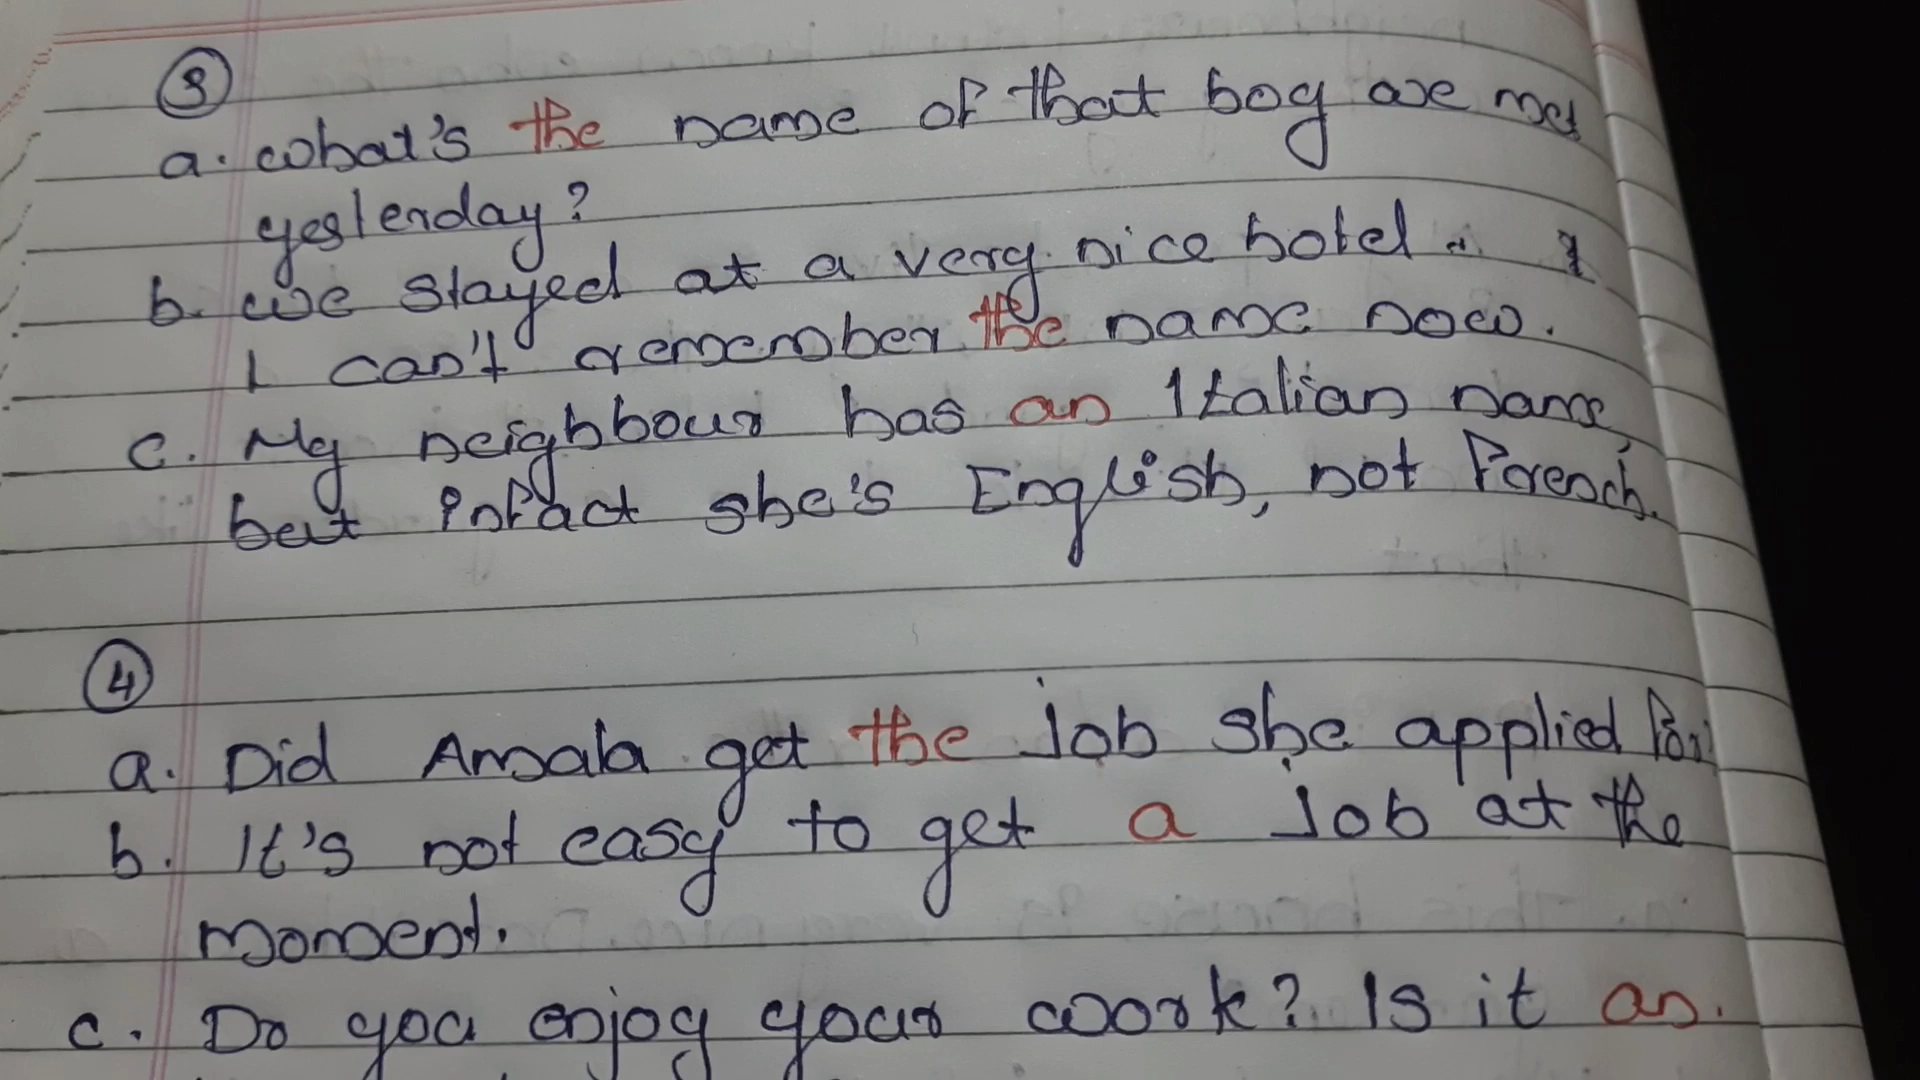 3
a. what's the name of that boy we met
yesterday?
b. we stayed at a very nice hotel.
I can't remember the name now.
c. My neighbour has an Italian name,
but infact she's English, not French.
4
a. Did Amala get the Job she applied for
b. It's not easy to get a Job at the
moment.
c. Do you enjoy your work? Is it an